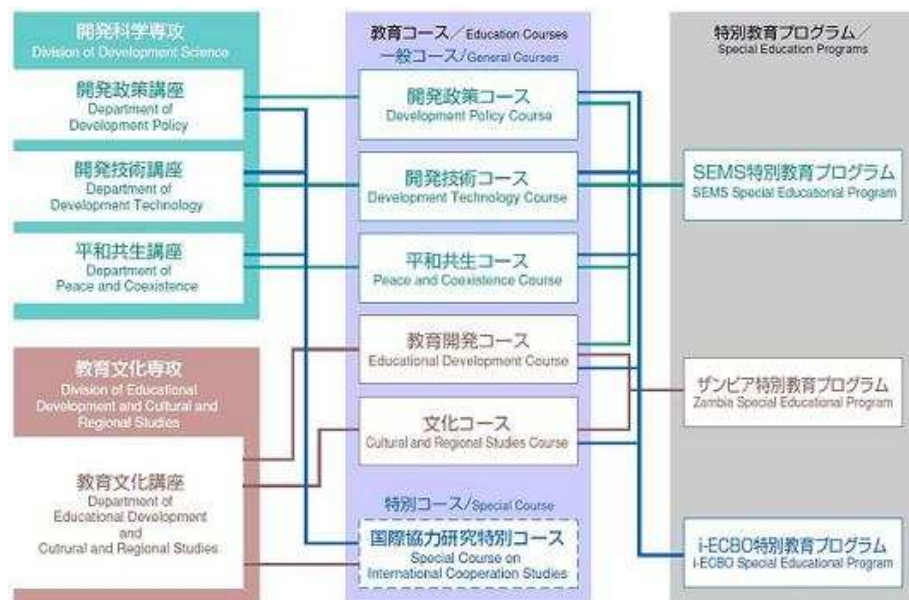 開発科学専攻
Division of Development Science
開発政策講座
Department of
Development Policy
開発技術講座
Department of
Development Technology
平和共生講座
Department of
Peace and Coexistence
教育文化専攻
Division of Educational
Development and Cultural and
Regional Studies
教育文化講座
Department of
Educational Development
and
Cutrural and Regional Studies
教育コース／Education Courses
一般コース/General Courses
開発政策コース
Development Policy Course
開発技術コース
Development Technology Course
平和共生コース
Peace and Coexistence Course
教育開発コース
Educational Development Course
文化コース
Cultural and Regional Studies Course
特別コース/Special Course
国際協力研究特別コース
Special Course on
International Cooperation Studies
特別教育プログラム／
Special Education Programs
SEMS特別教育プログラム
SEMS Special Educational Program
ザンビア特別教育プログラム
Zambia Special Educational Program
i-ECBO特別教育プログラム
i-ECBO Special Educational Program